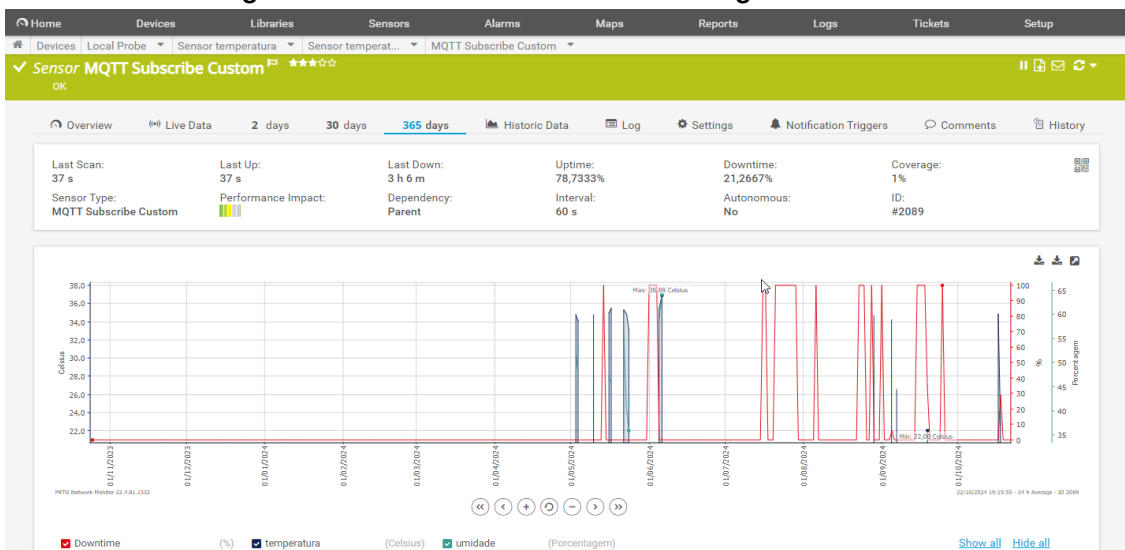 Home Devices Libraries Sensors Alarms Maps Reports Logs Tickets Setup
Devices Local Probe Sensor temperatura Sensor temperat... MQTT Subscribe Custom
Sensor MQTT Subscribe Custom
OK
Overview Live Data 2 days 30 days 365 days Historic Data Log Settings Notification Triggers Comments History
Last Scan: Last Up: Last Down: Uptime: Downtime: Coverage:
37 s 37 s 3 h 6 m 78,7333% 21,2667% 1%
Sensor Type: Performance Impact: Dependency: Interval: Autonomous: ID:
MQTT Subscribe Custom Parent 60 s No #2089
38,0
36,0
34,0
32,0
30,0
28,0
26,0
24,0
22,0
Celsius
Max: 36,88 Celsius
Min: 22,00 Celsius
100
90
80
70
60
50
40
30
20
10
0
%
65
60
55
50
45
40
35
Porcentagem
01/11/2023 01/12/2023 01/01/2024 01/02/2024 01/03/2024 01/04/2024 01/05/2024 01/06/2024 01/07/2024 01/08/2024 01/09/2024 01/10/2024
PRTG Network Monitor 22.4.81.1532 22/10/2024 19:15:55 - 24 h Average - ID 2089
Downtime (%) temperatura (Celsius) umidade (Porcentagem) Show all Hide all